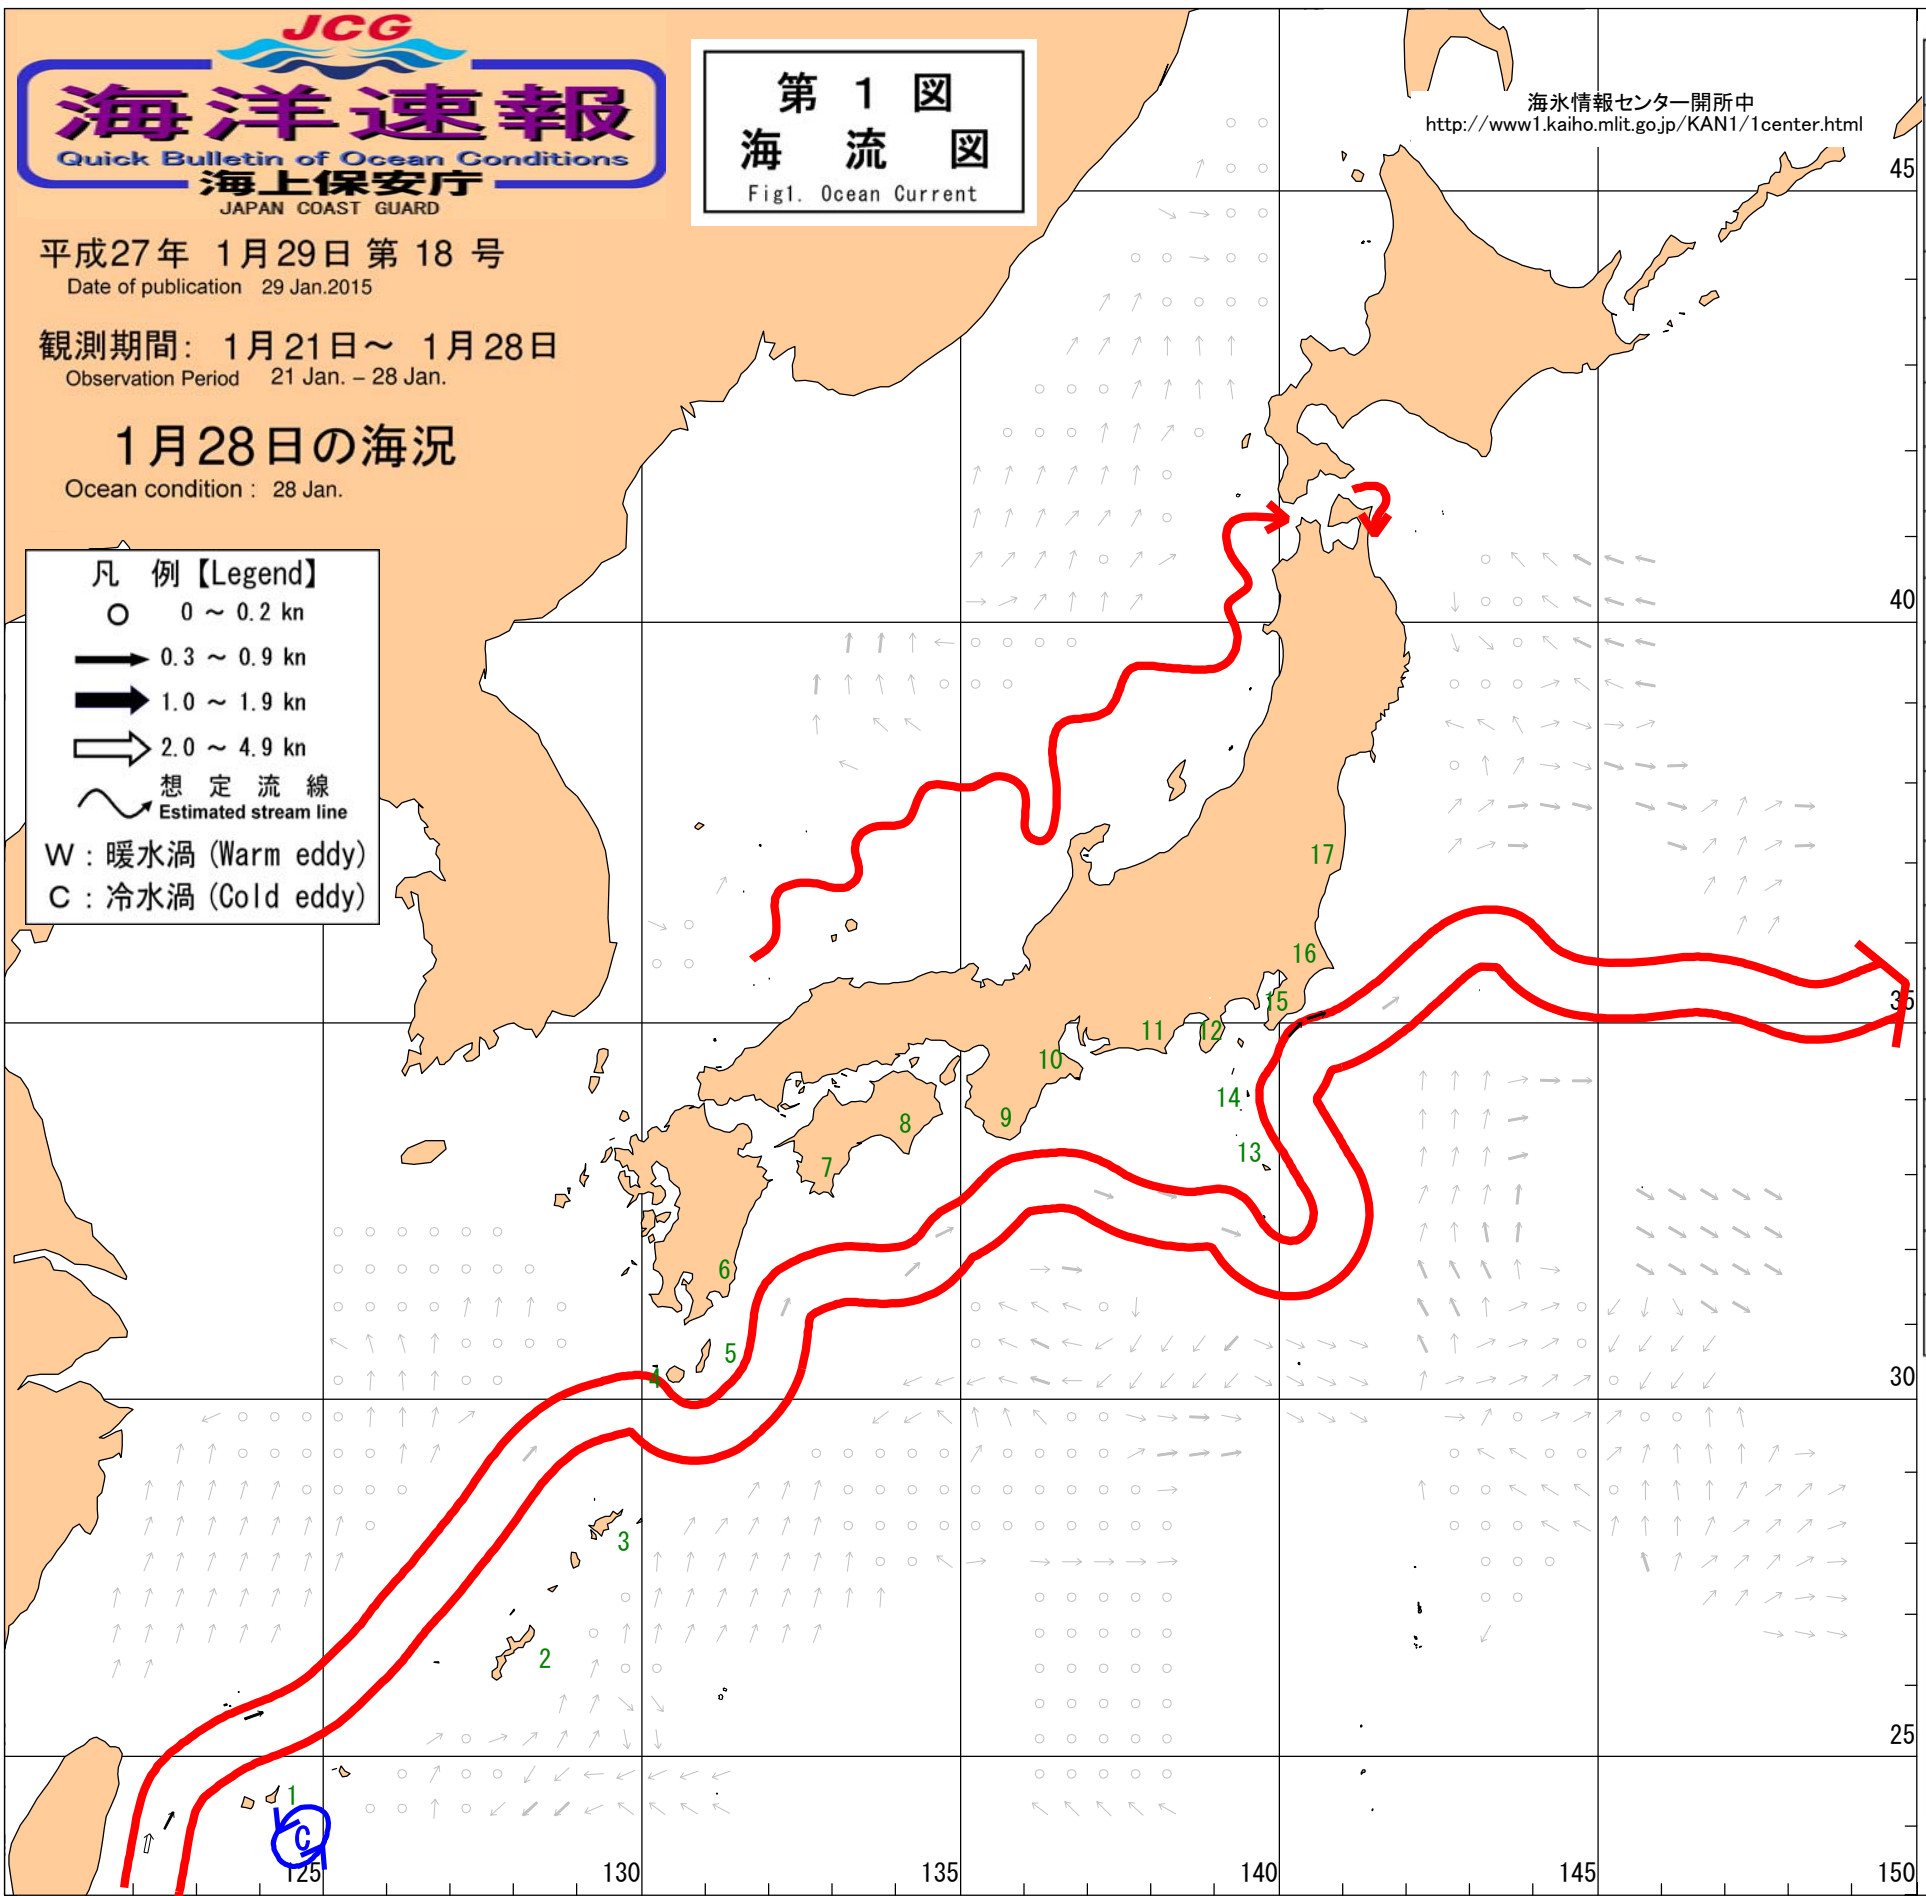 JCG
海洋速報
Quick Bulletin of Ocean Conditions
海上保安庁
JAPAN COAST GUARD
平成27年 1月29日 第 18 号
Date of publication 29 Jan.2015
観測期間: 1月21日～ 1月28日
Observation Period 21 Jan. – 28 Jan.
1月28日の海況
Ocean condition : 28 Jan.
第 1 図
海 流 図
Fig1. Ocean Current
海氷情報センター開所中
http://www1.kaiho.mlit.go.jp/KAN1/1center.html
凡 例【Legend】
0 ～ 0.2 kn
0.3 ～ 0.9 kn
1.0 ～ 1.9 kn
2.0 ～ 4.9 kn
想 定 流 線
Estimated stream line
W : 暖水渦 (Warm eddy)
C : 冷水渦 (Cold eddy)
45
40
35
30
25
17
16
15
12
11
10
14
9
8
13
7
6
5
4
3
2
1
C
125
130
135
140
145
150